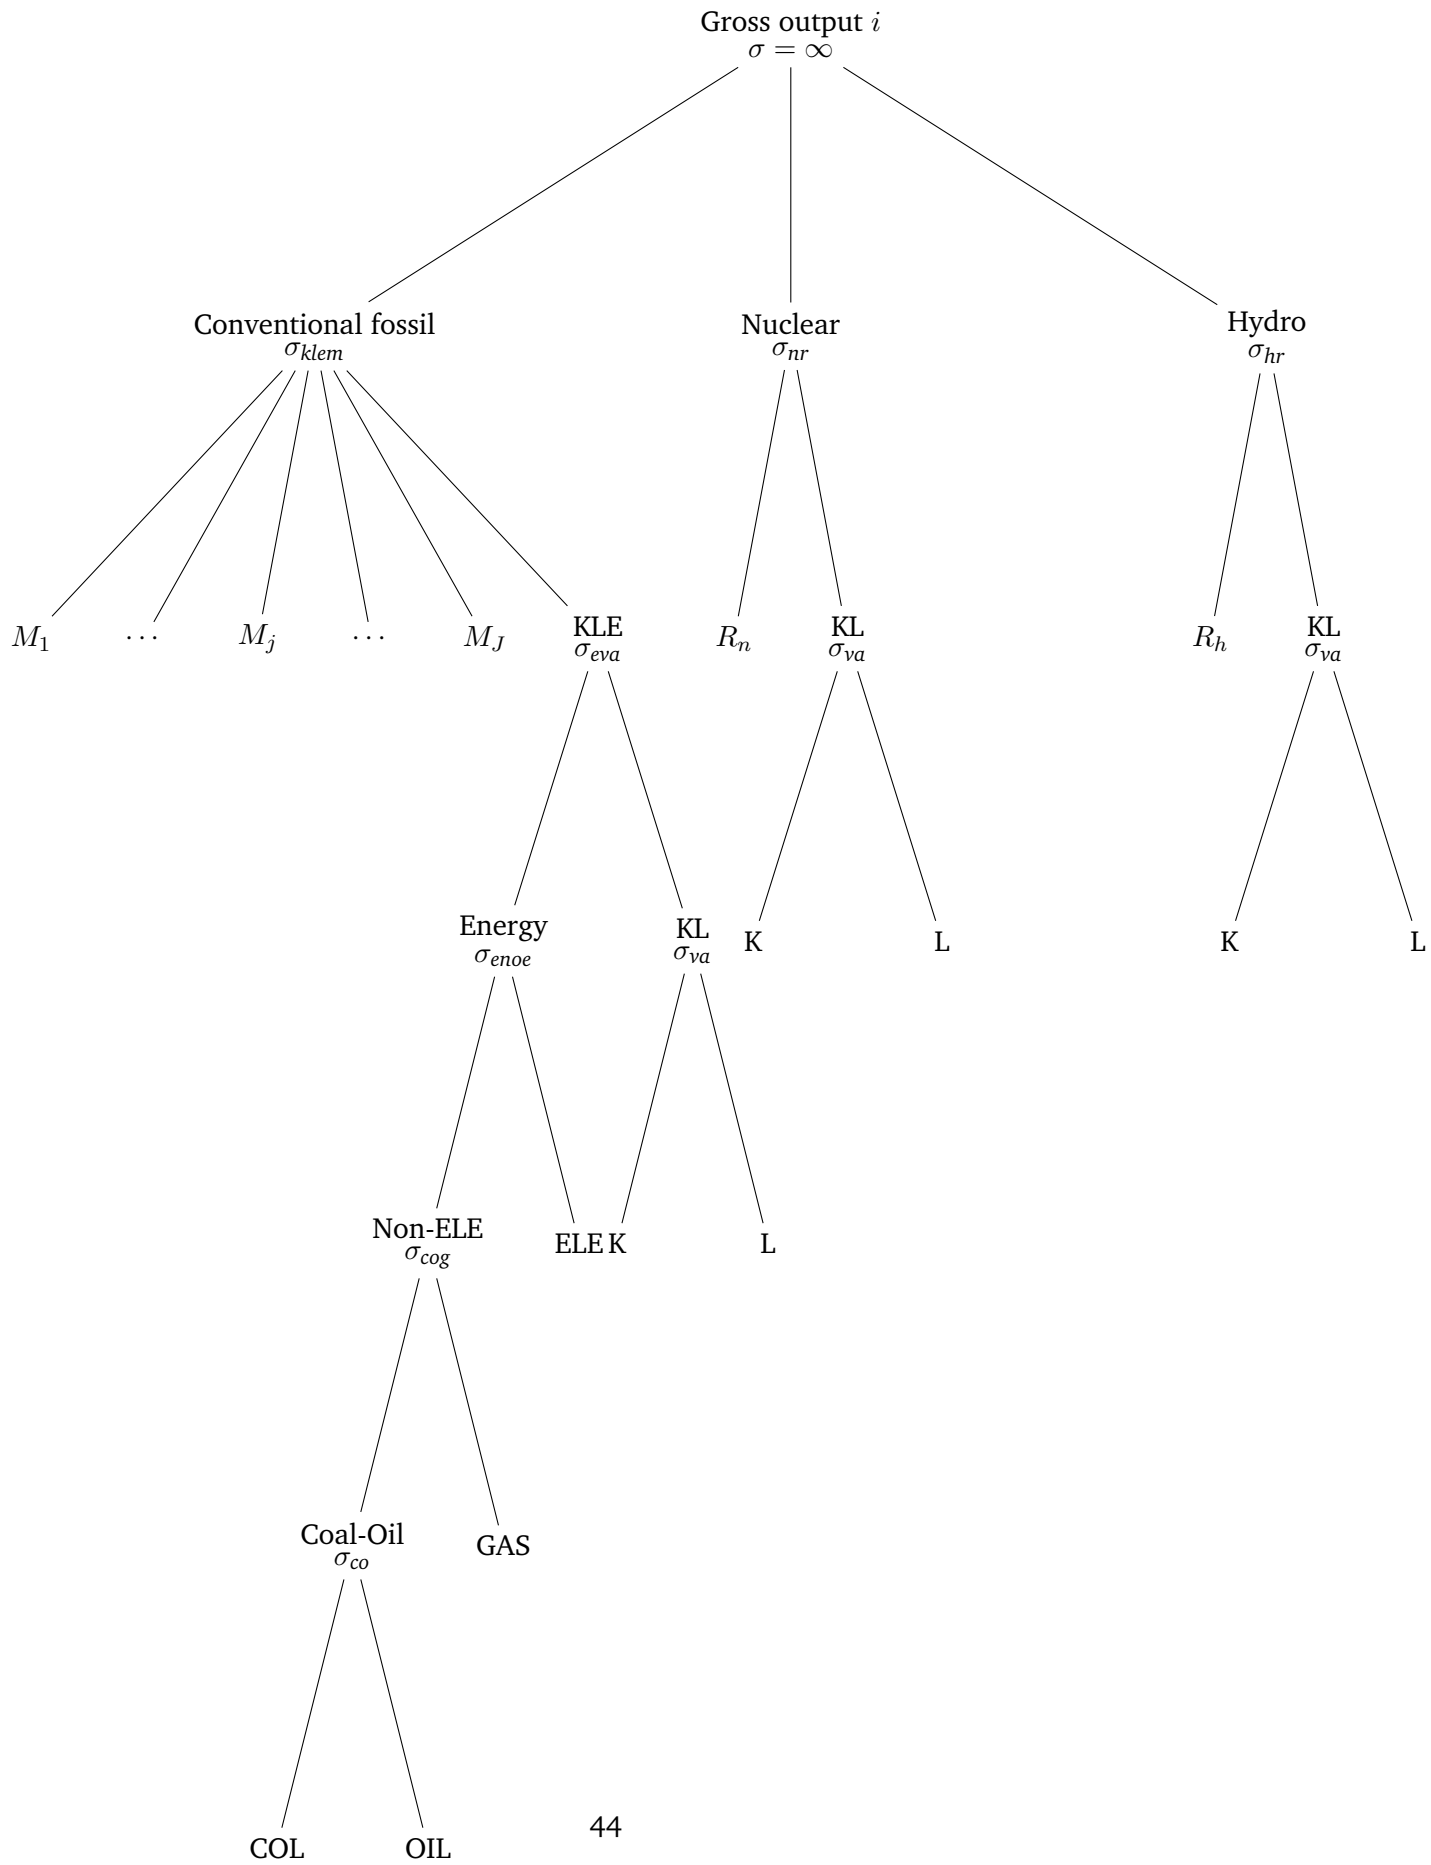 Gross output i
σ = ∞
Conventional fossil
σklem
Nuclear
σnr
Hydro
σhr
M1
···
Mj
···
MJ
KLE
σeva
Rn
KL
σva
Rh
KL
σva
Energy
σenoe
KL
σva
K
L
K
L
Non-ELE
σcog
ELE
K
L
Coal-Oil
σco
GAS
COL
OIL
44